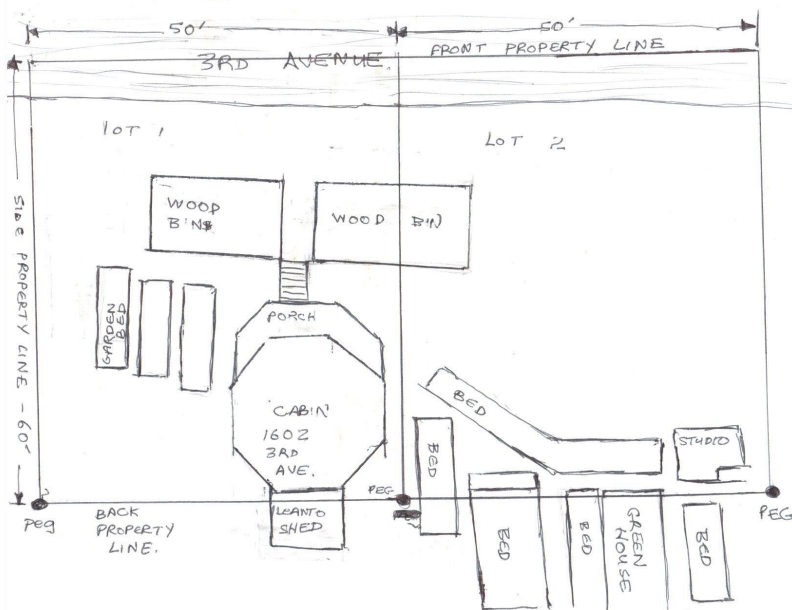 50'
50'
3RD AVENUE.
FRONT PROPERTY LINE
LOT 1
LOT 2
SIDE PROPERTY LINE - 60'
WOOD
BINS
WOOD BIN
GARDEN
BED
PORCH
CABIN
1602
3RD
AVE.
BED
BED
STUDIO
Peg
BACK
PROPERTY
LINE.
LEANTO
SHED
PEG
BED
BED
GREEN
HOUSE
BED
PEG